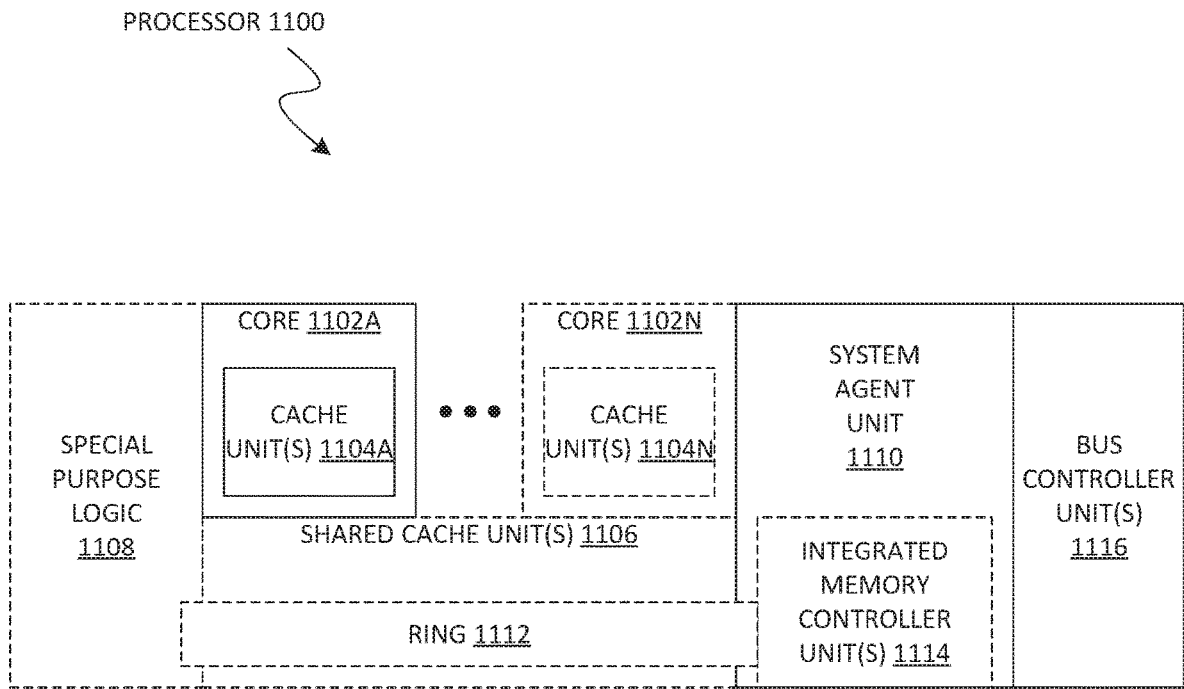 PROCESSOR 1100
CORE 1102A
CACHE
UNIT(S) 1104A
CORE 1102N
CACHE
UNIT(S) 1104N
SYSTEM
AGENT
UNIT
1110
SPECIAL
PURPOSE
LOGIC
1108
BUS
CONTROLLER
UNIT(S)
1116
SHARED CACHE UNIT(S) 1106
INTEGRATED
MEMORY
CONTROLLER
UNIT(S) 1114
RING 1112